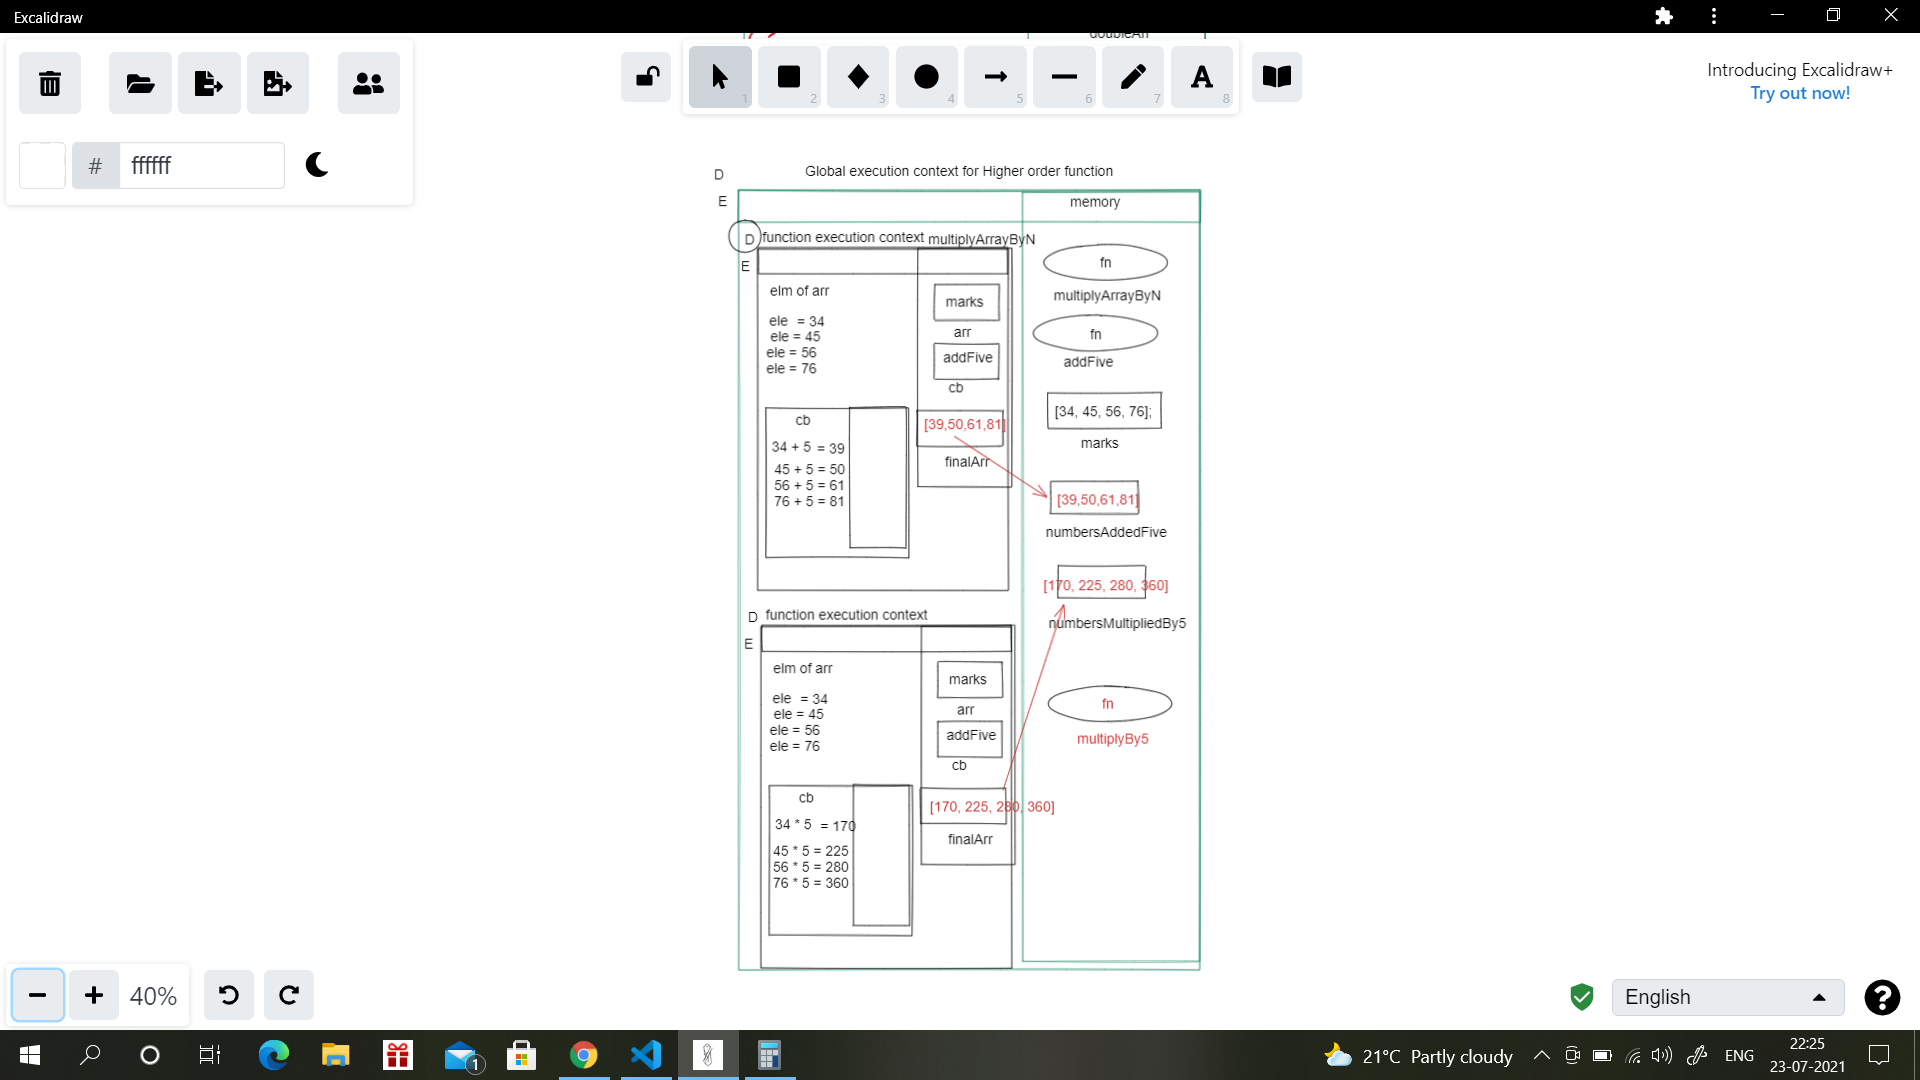 Excalidraw
doubleArr
1
2
3
4
5
6
7
8
Introducing Excalidraw+
Try out now!
# ffffff
D
Global execution context for Higher order function
E
memory
D function execution context multiplyArrayByN
E
elm of arr
ele = 34
ele = 45
ele = 56
ele = 76
marks
arr
addFive
cb
[39,50,61,81]
finalArr
cb
34 + 5 = 39
45 + 5 = 50
56 + 5 = 61
76 + 5 = 81
fn
multiplyArrayByN
fn
addFive
[34, 45, 56, 76];
marks
[39,50,61,81]
numbersAddedFive
[170, 225, 280, 360]
numbersMultipliedBy5
fn
multiplyBy5
D function execution context
E
elm of arr
ele = 34
ele = 45
ele = 56
ele = 76
marks
arr
addFive
cb
[170, 225, 280, 360]
finalArr
cb
34 * 5 = 170
45 * 5 = 225
56 * 5 = 280
76 * 5 = 360
40%
English
1
21°C Partly cloudy
ENG
22:25
23-07-2021